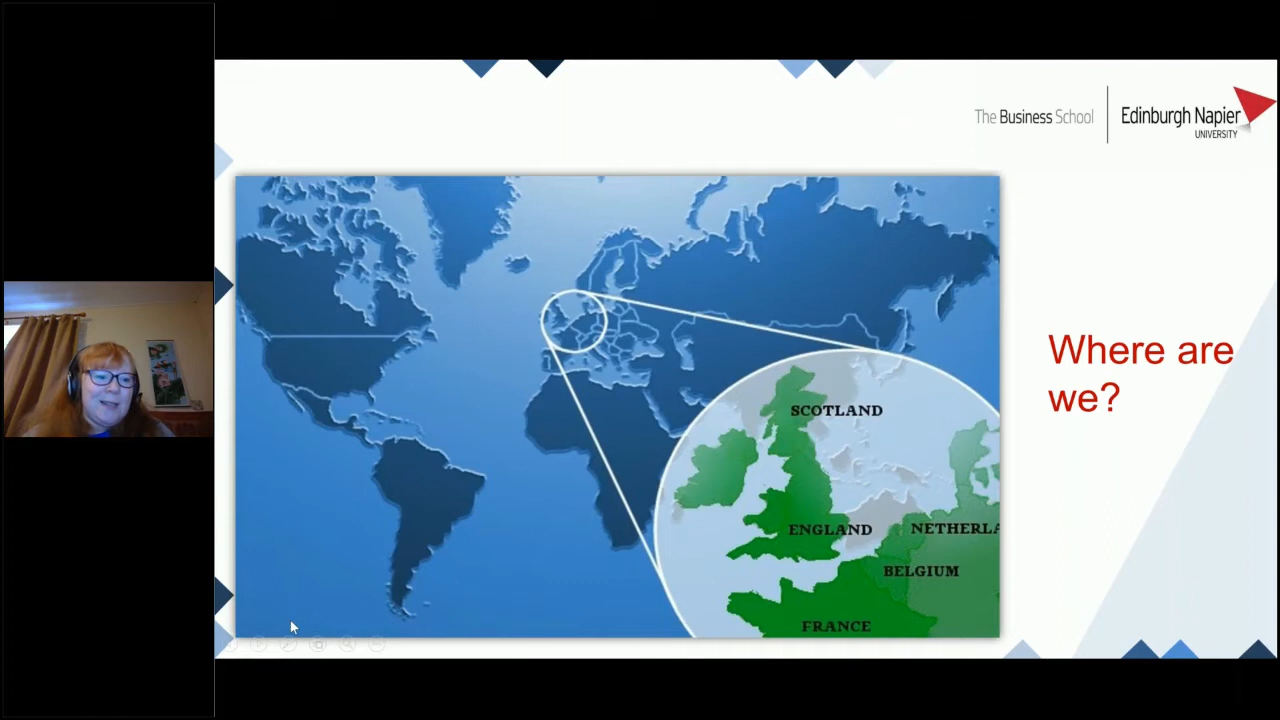 The Business School
Edinburgh Napier
UNIVERSITY
Where are
we?
SCOTLAND
ENGLAND
NETHERLA
BELGIUM
FRANCE